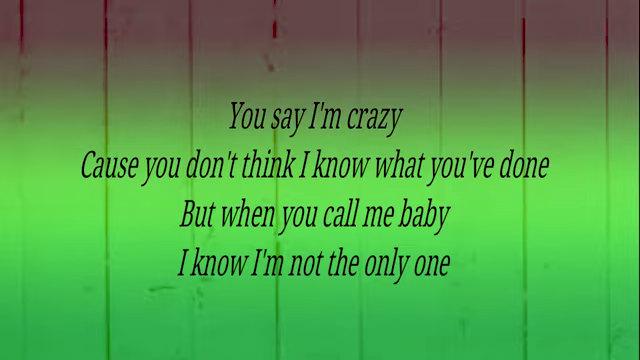 You say I'm crazy
Cause you don't think I know what you've done
But when you call me baby
I know I'm not the only one